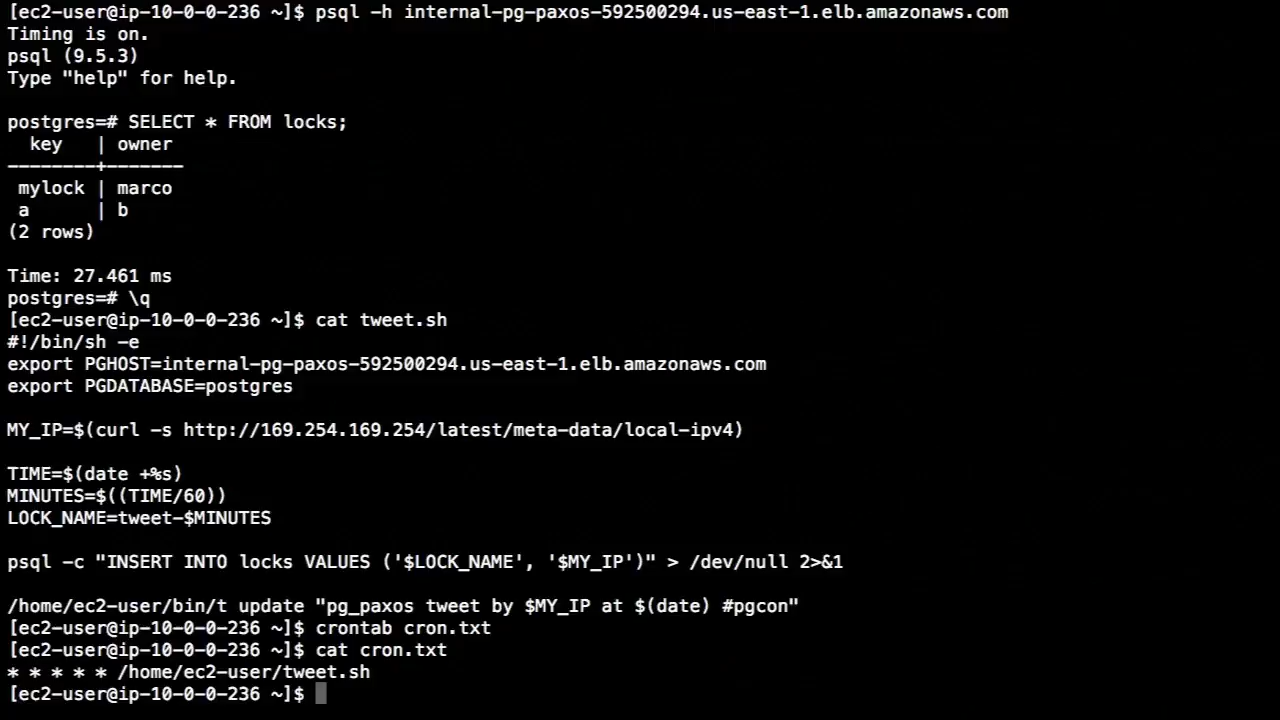 [ec2-user@ip-10-0-0-236 ~]$ psql -h internal-pg-paxos-592500294.us-east-1.elb.amazonaws.com
Timing is on.
psql (9.5.3)
Type "help" for help.
postgres=# SELECT * FROM locks;
  key   | owner
--------+-------
 mylock | marco
 a      | b
(2 rows)
Time: 27.461 ms
postgres=# \q
[ec2-user@ip-10-0-0-236 ~]$ cat tweet.sh
#!/bin/sh -e
export PGHOST=internal-pg-paxos-592500294.us-east-1.elb.amazonaws.com
export PGDATABASE=postgres
MY_IP=$(curl -s http://169.254.169.254/latest/meta-data/local-ipv4)
TIME=$(date +%s)
MINUTES=$((TIME/60))
LOCK_NAME=tweet-$MINUTES
psql -c "INSERT INTO locks VALUES ('$LOCK_NAME', '$MY_IP')" > /dev/null 2>&1
/home/ec2-user/bin/t update "pg_paxos tweet by $MY_IP at $(date) #pgcon"
[ec2-user@ip-10-0-0-236 ~]$ crontab cron.txt
[ec2-user@ip-10-0-0-236 ~]$ cat cron.txt
* * * * * /home/ec2-user/tweet.sh
[ec2-user@ip-10-0-0-236 ~]$